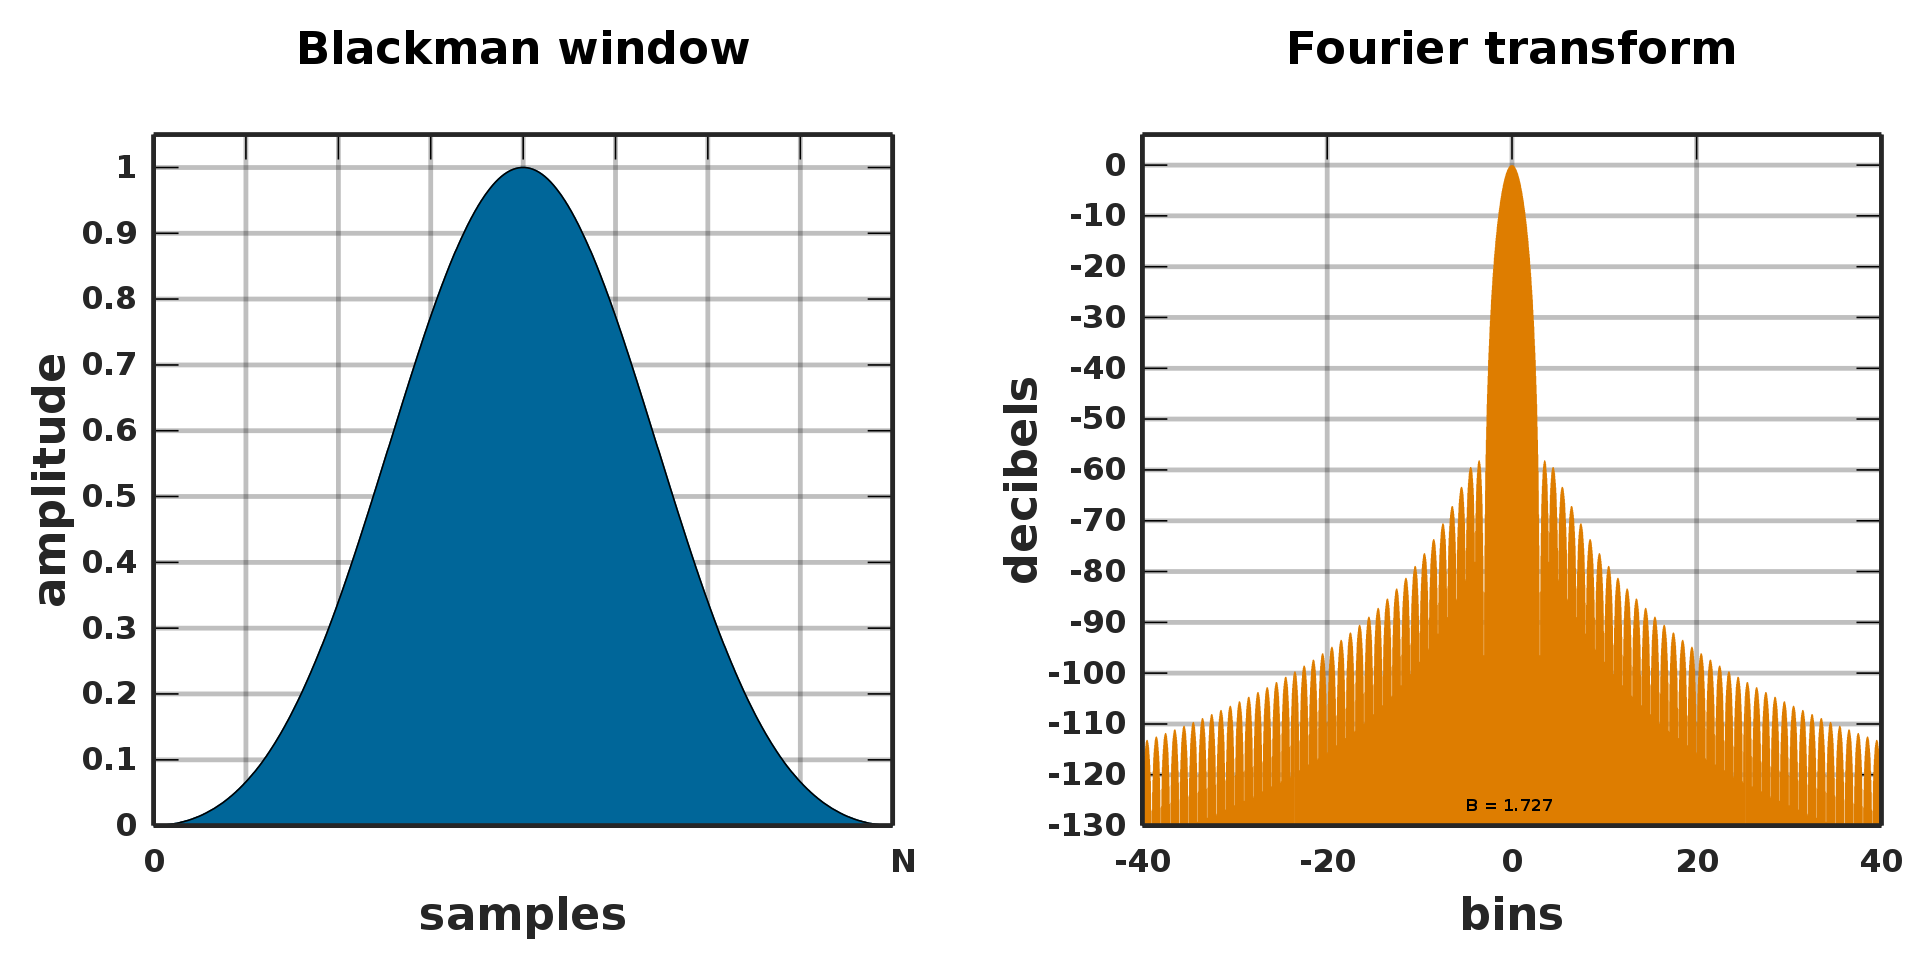 Blackman window
amplitude
1
0.9
0.8
0.7
0.6
0.5
0.4
0.3
0.2
0.1
0
0 N
samples
Fourier transform
decibels
0
-10
-20
-30
-40
-50
-60
-70
-80
-90
-100
-110
-120
-130
B = 1.727
-40 -20 0 20 40
bins